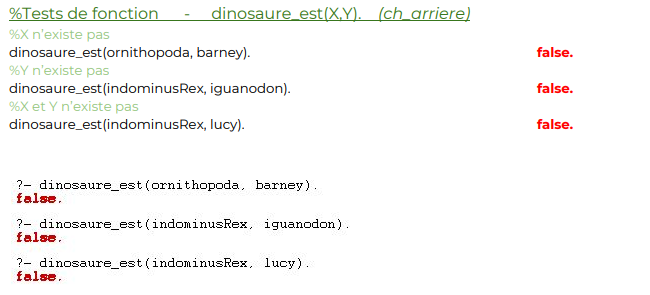 %Tests de fonction - dinosaure_est(X,Y). (ch_arriere)
%X n'existe pas
dinosaure_est(ornithopoda, barney). false.
%Y n'existe pas
dinosaure_est(indominusRex, iguanodon). false.
%X et Y n'existe pas
dinosaure_est(indominusRex, lucy). false.
?- dinosaure_est(ornithopoda, barney).
false.
?- dinosaure_est(indominusRex, iguanodon).
false.
?- dinosaure_est(indominusRex, lucy).
false.